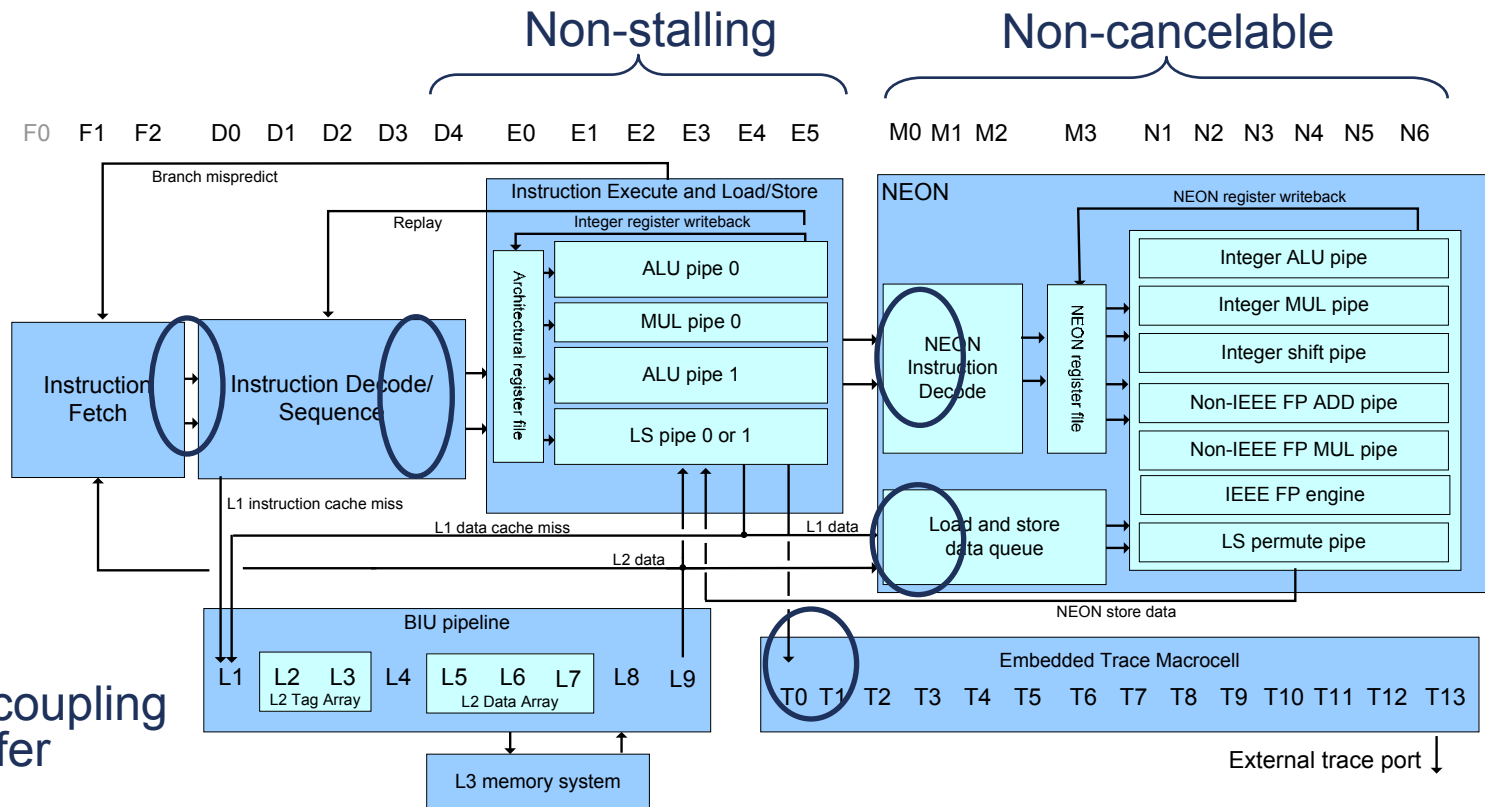 Non-stalling
Non-cancelable
F0 F1 F2 D0 D1 D2 D3 D4 E0 E1 E2 E3 E4 E5 M0 M1 M2 M3 N1 N2 N3 N4 N5 N6
Branch mispredict
Replay
Instruction Execute and Load/Store
Integer register writeback
Architectural register file
ALU pipe 0
MUL pipe 0
ALU pipe 1
LS pipe 0 or 1
NEON
NEON register writeback
NEON
Instruction
Decode
NEON register file
Integer ALU pipe
Integer MUL pipe
Integer shift pipe
Non-IEEE FP ADD pipe
Non-IEEE FP MUL pipe
IEEE FP engine
LS permute pipe
Instruction
Fetch
Instruction Decode/
Sequence
L1 instruction cache miss
L1 data cache miss
L1 data
L2 data
Load and store
data queue
NEON store data
BIU pipeline
L1 L2 L3 L4 L5 L6 L7 L8 L9
L2 Tag Array
L2 Data Array
L3 memory system
Embedded Trace Macrocell
T0 T1 T2 T3 T4 T5 T6 T7 T8 T9 T10 T11 T12 T13
External trace port
coupling
fer